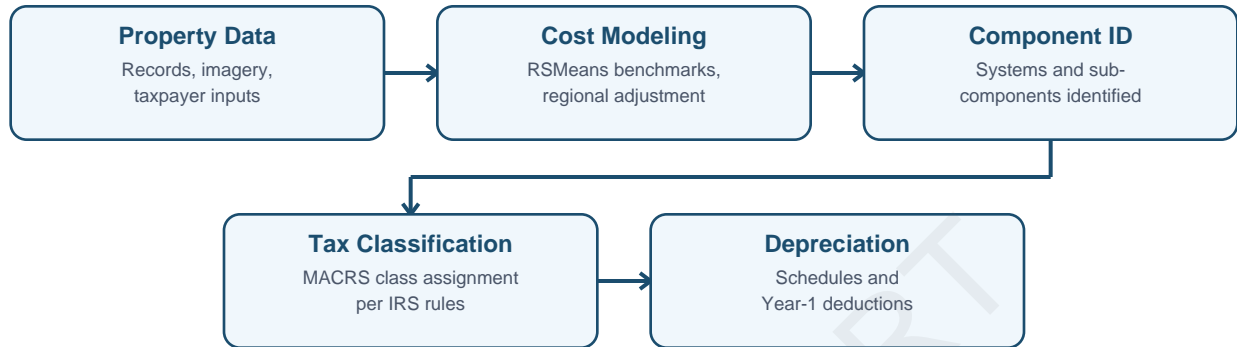 Property Data
Records, imagery,
taxpayer inputs
Cost Modeling
RSMeans benchmarks,
regional adjustment
Component ID
Systems and sub-
components identified
Tax Classification
MACRS class assignment
per IRS rules
Depreciation
Schedules and
Year-1 deductions
RT